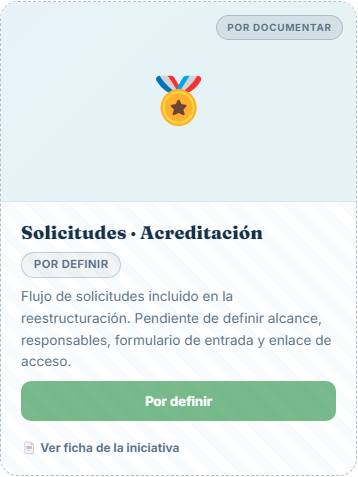 POR DOCUMENTAR
Solicitudes · Acreditación
POR DEFINIR
Flujo de solicitudes incluido en la
reestructuración. Pendiente de definir alcance,
responsables, formulario de entrada y enlace de
acceso.
Por definir
Ver ficha de la iniciativa